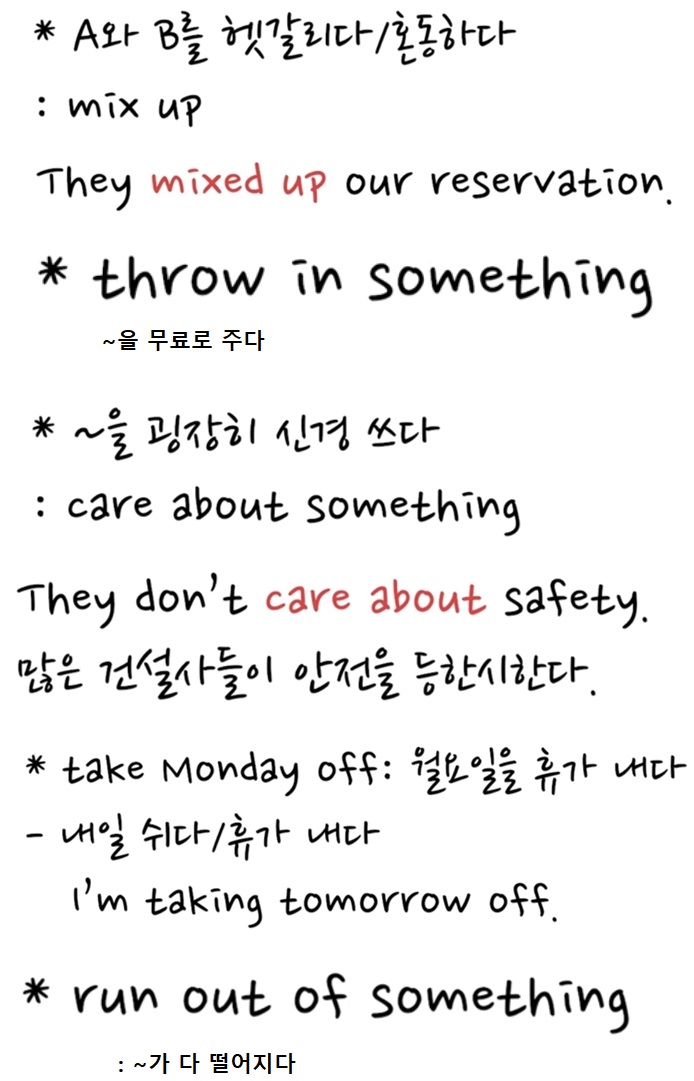 * A와 B를 헷갈리다/혼동하다
: mix up
They mixed up our reservation.
* throw in something
~을 무료로 주다
* ~을 굉장히 신경 쓰다
: care about something
They don't care about safety.
많은 건설사들이 안전을 등한시한다.
* take Monday off: 월요일을 휴가 내다
- 내일 쉬다/휴가 내다
I'm taking tomorrow off.
* run out of something
: ~가 다 떨어지다